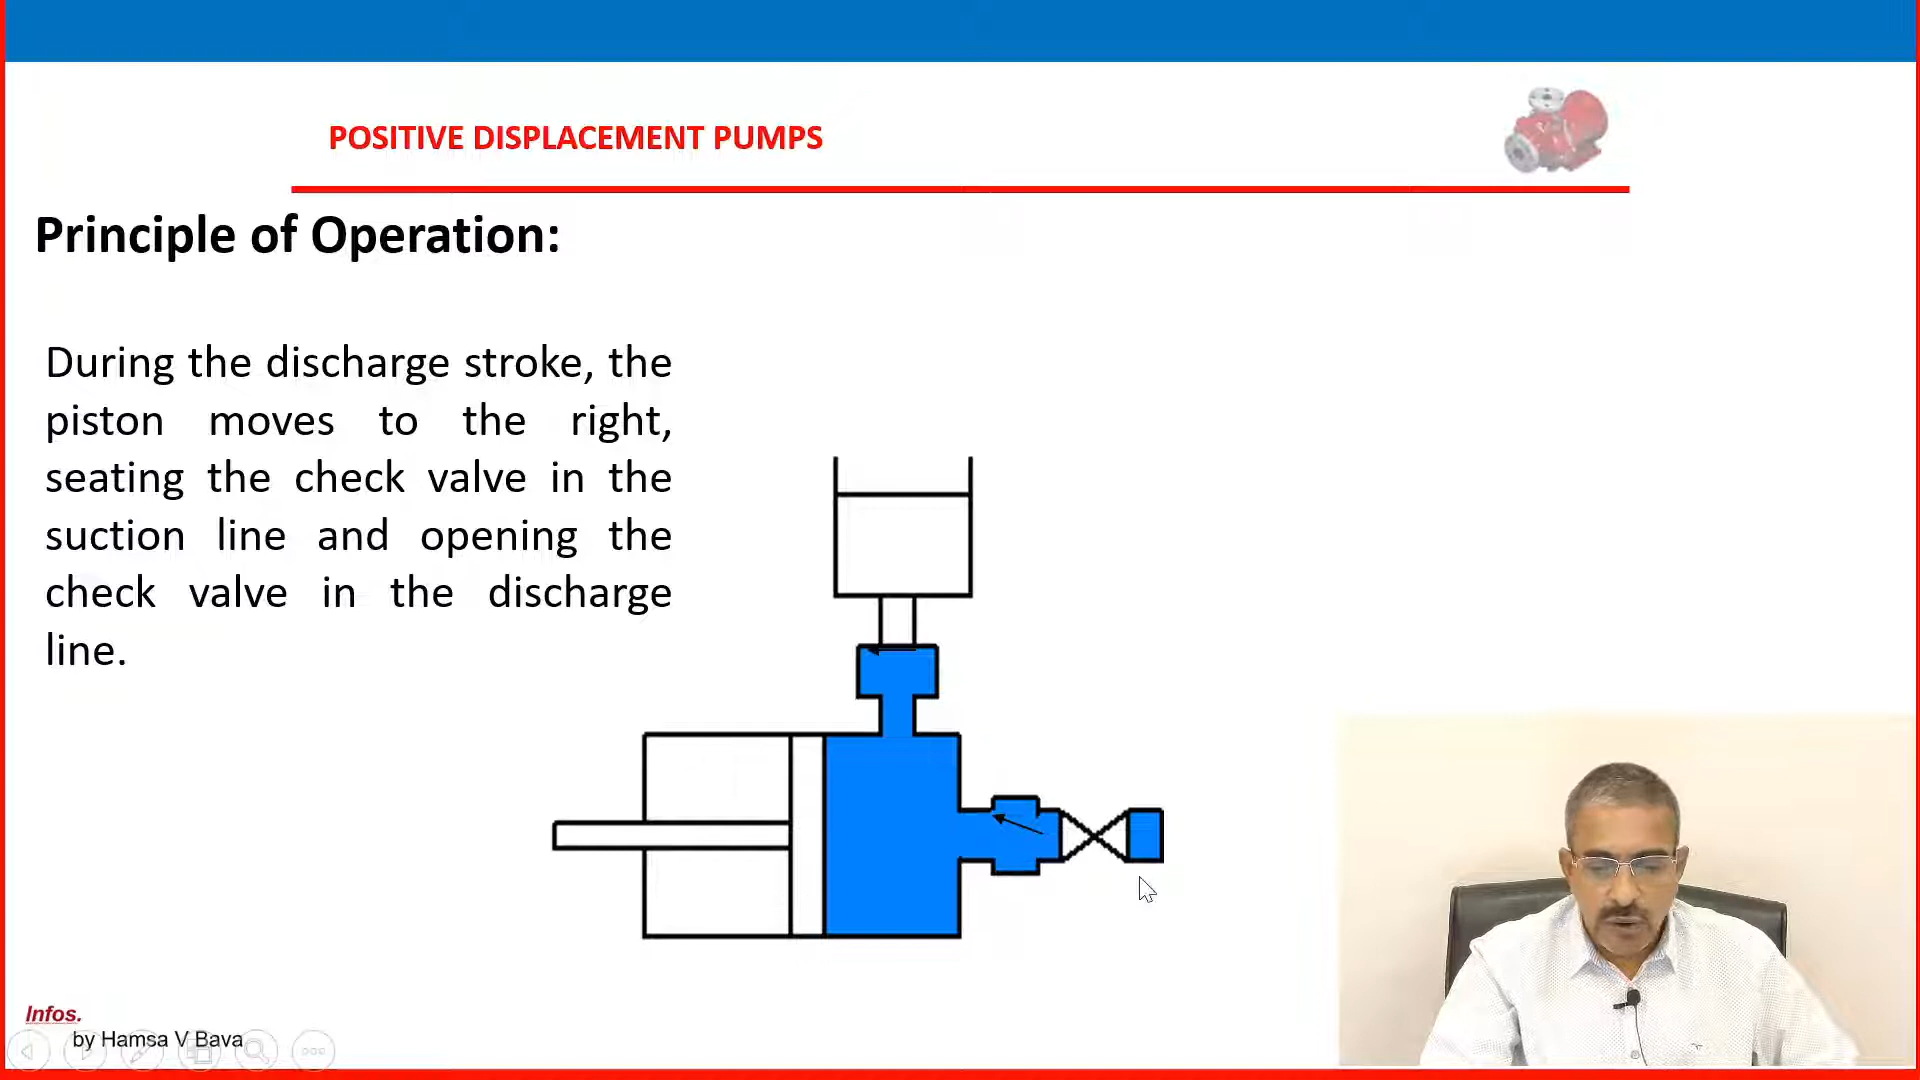 POSITIVE DISPLACEMENT PUMPS
Principle of Operation:
During the discharge stroke, the
piston moves to the right,
seating the check valve in the
suction line and opening the
check valve in the discharge
line.
Infos.
by Hamsa V Bava